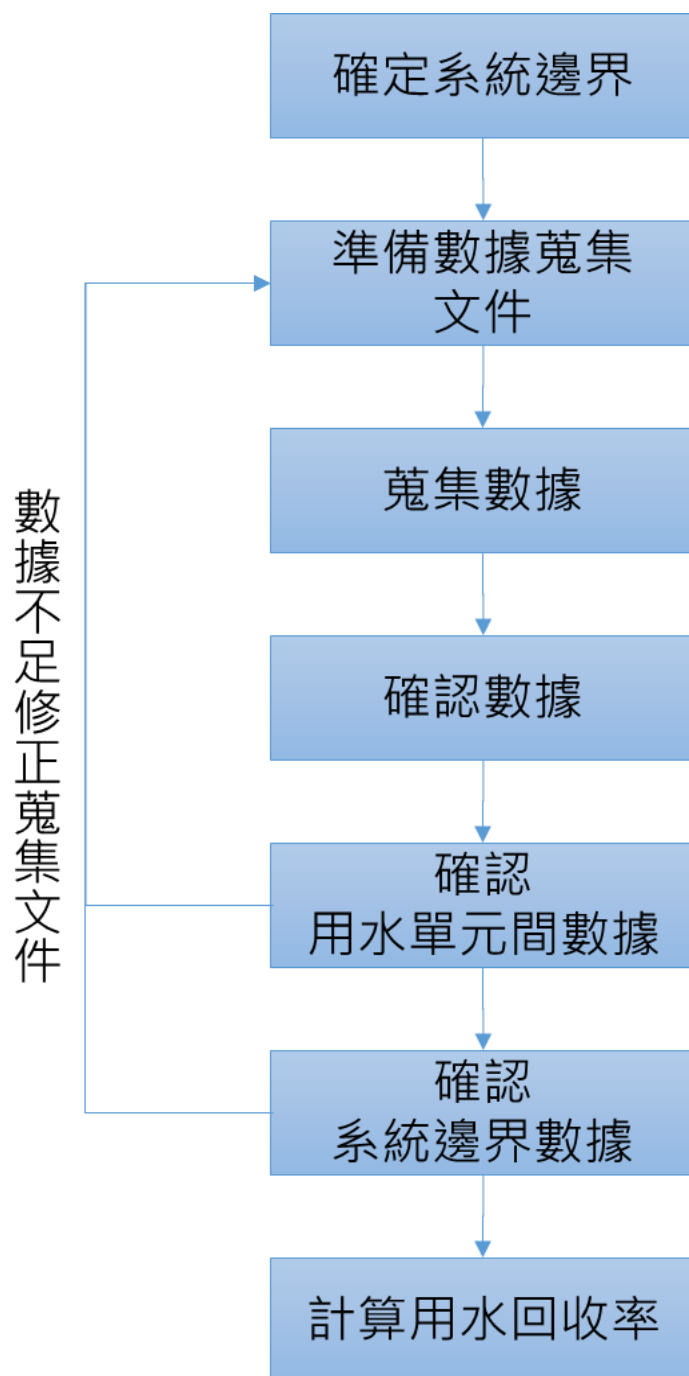 確定系統邊界
準備數據蒐集
文件
蒐集數據
確認數據
確認
用水單元間數據
確認
系統邊界數據
計算用水回收率
數據不足修正蒐集文件